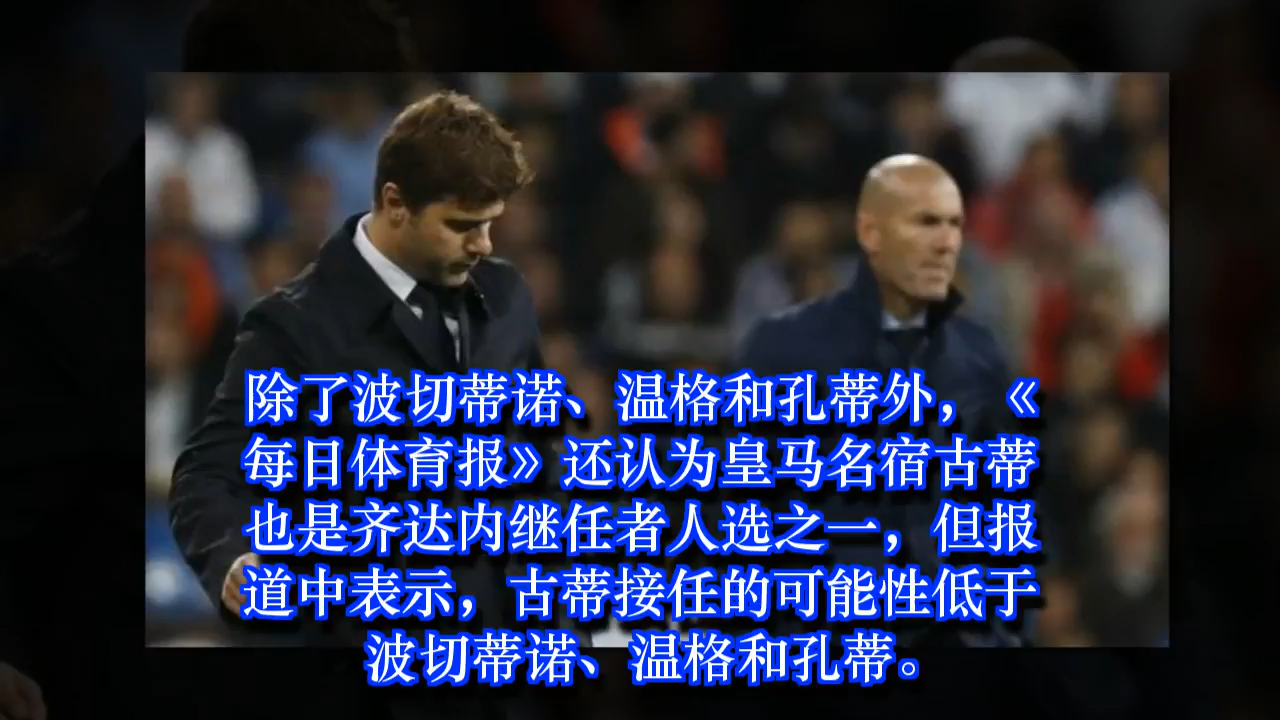 除了波切蒂诺、温格和孔蒂外，《
每日体育报》还认为皇马名宿古蒂
也是齐达内继任者人选之一，但报
道中表示，古蒂接任的可能性低于
波切蒂诺、温格和孔蒂。